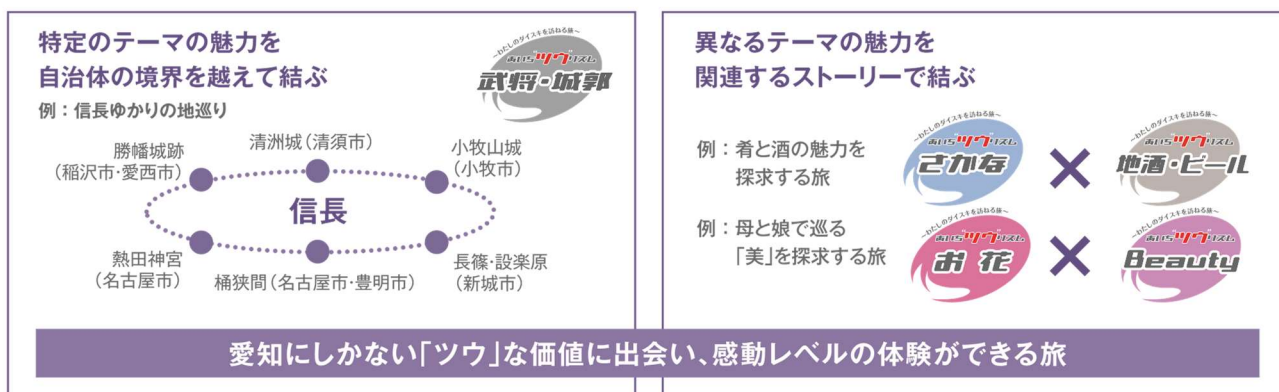 特定のテーマの魅力を
自治体の境界を越えて結ぶ
例：信長ゆかりの地巡り
～わたしのダイスキを訪ねる旅～
あいち"ツウ"リズム
武将・城郭
勝幡城跡
(稲沢市・愛西市)
清洲城(清須市)
小牧山城
(小牧市)
信長
熱田神宮
(名古屋市)
桶狭間(名古屋市・豊明市)
長篠・設楽原
(新城市)
異なるテーマの魅力を
関連するストーリーで結ぶ
例：肴と酒の魅力を
探求する旅
～わたしのダイスキを訪ねる旅～
あいち"ツウ"リズム
さかな
×
～わたしのダイスキを訪ねる旅～
あいち"ツウ"リズム
地酒・ビール
例：母と娘で巡る
「美」を探求する旅
～わたしのダイスキを訪ねる旅～
あいち"ツウ"リズム
お花
×
～わたしのダイスキを訪ねる旅～
あいち"ツウ"リズム
Beauty
愛知にしかない「ツウ」な価値に出会い、感動レベルの体験ができる旅